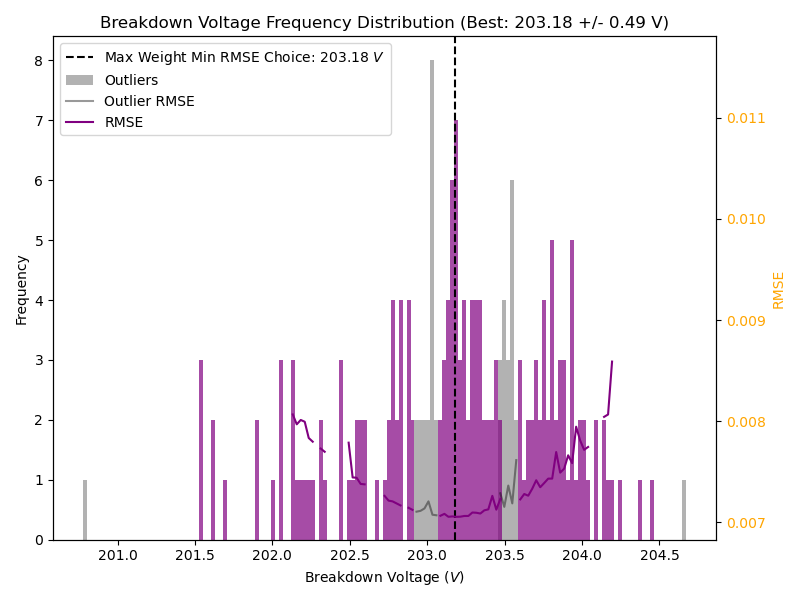 Breakdown Voltage Frequency Distribution (Best: 203.18 +/- 0.49 V)
Max Weight Min RMSE Choice: 203.18 V
Outliers
Outlier RMSE
RMSE
Frequency
8
7
6
5
4
3
2
1
0
0.011
0.010
0.009
0.008
0.007
RMSE
201.0 201.5 202.0 202.5 203.0 203.5 204.0 204.5
Breakdown Voltage (V)